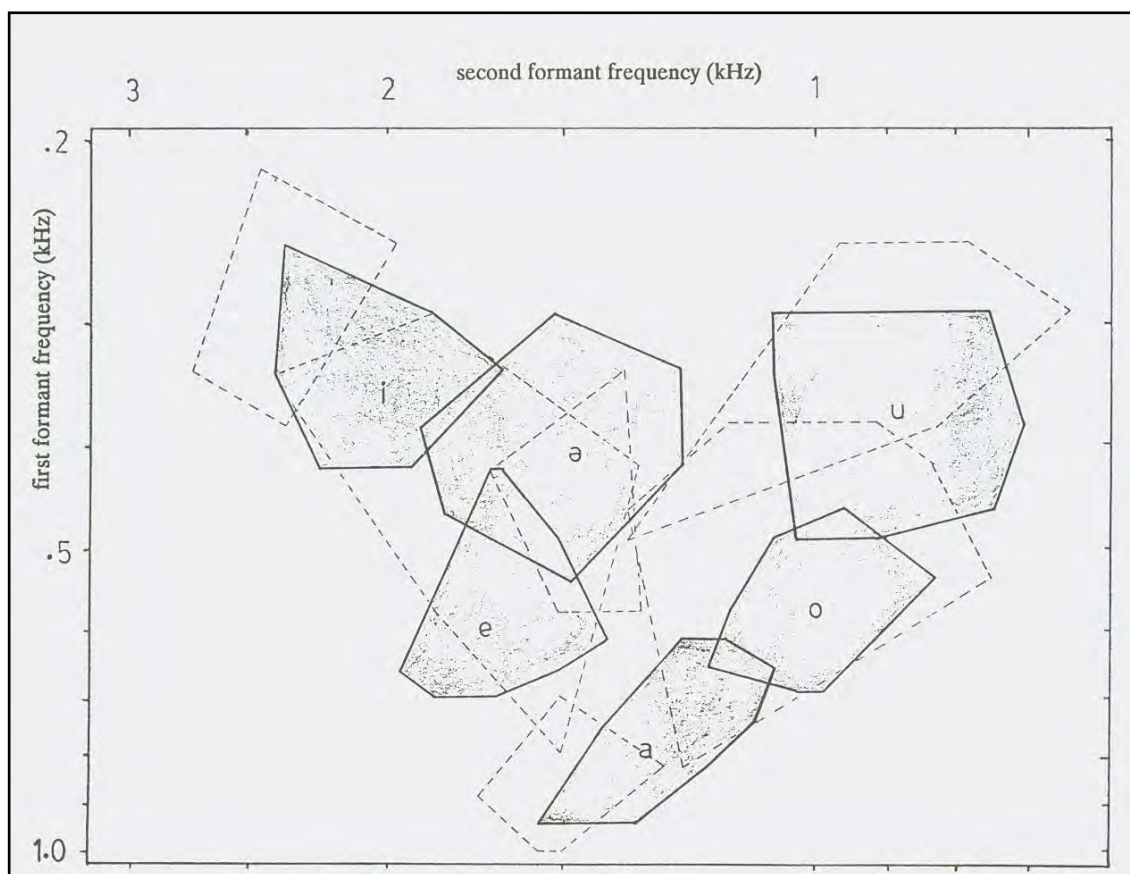 second formant frequency (kHz)
3 2 1
.2
first formant frequency (kHz)
i
u
ə
.5
e
o
a
1.0